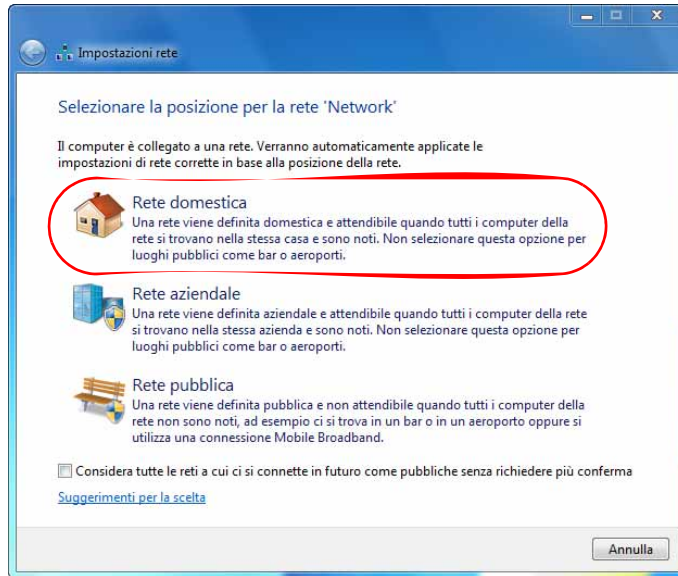 Impostazioni rete
Selezionare la posizione per la rete 'Network'
Il computer è collegato a una rete. Verranno automaticamente applicate le
impostazioni di rete corrette in base alla posizione della rete.
Rete domestica
Una rete viene definita domestica e attendibile quando tutti i computer della
rete si trovano nella stessa casa e sono noti. Non selezionare questa opzione per
luoghi pubblici come bar o aeroporti.
Rete aziendale
Una rete viene definita aziendale e attendibile quando tutti i computer della rete
si trovano nella stessa azienda e sono noti. Non selezionare questa opzione per
luoghi pubblici come bar o aeroporti.
Rete pubblica
Una rete viene definita pubblica e non attendibile quando tutti i computer della
rete non sono noti, ad esempio ci si trova in un bar o in un aeroporto oppure si
utilizza una connessione Mobile Broadband.
Considera tutte le reti a cui ci si connette in futuro come pubbliche senza richiedere più conferma
Suggerimenti per la scelta
Annulla